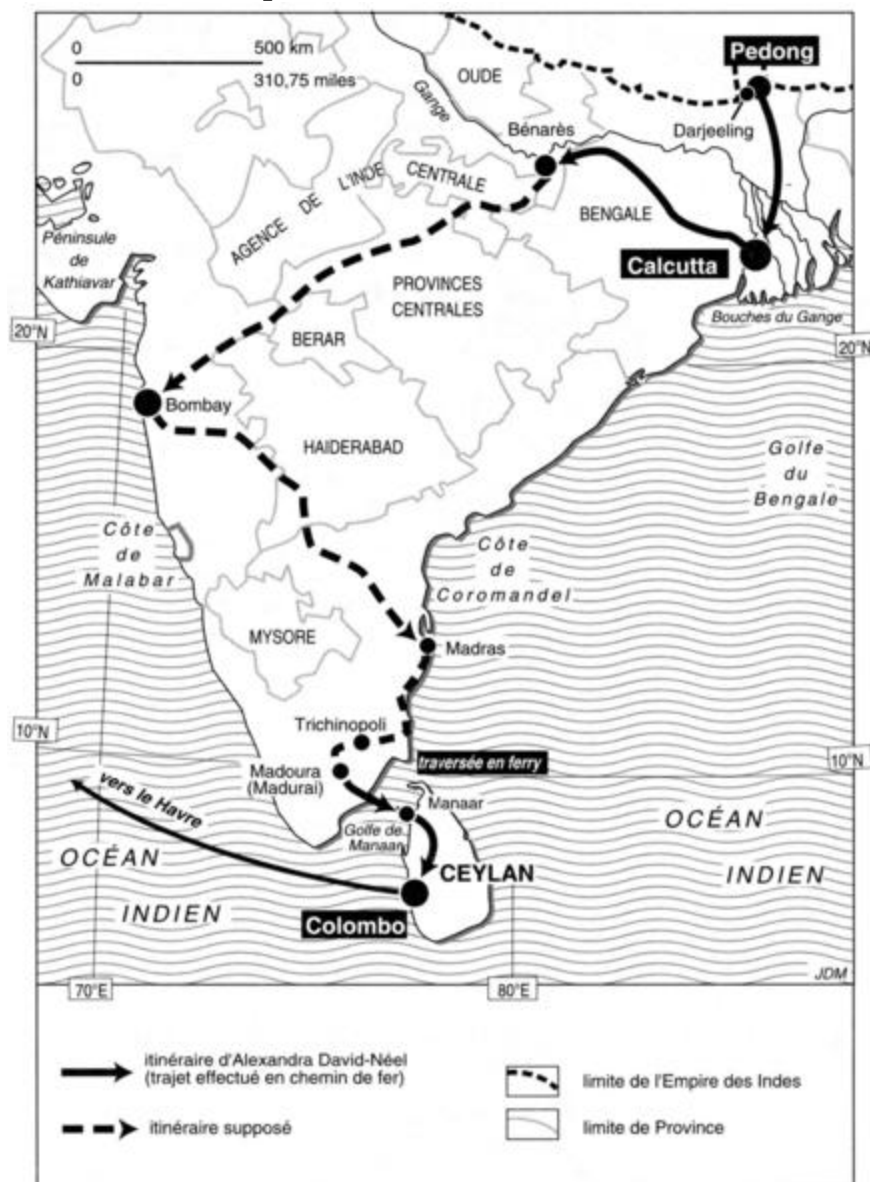 0 500 km
0 310,75 miles
Pedong
OUDE
Gange
Darjeeling
Bénarès
AGENCE DE L'INDE CENTRALE
BENGALE
Péninsule
de
Kathiavar
Calcutta
PROVINCES
CENTRALES
Bouches du Gange
20°N
20°N
BERAR
Bombay
HAIDERABAD
Golfe
du
Bengale
Côte
de
Malabar
Côte
de
Coromandel
MYSORE
Madras
Trichinopoli
10°N
10°N
traversée en ferry
Madoura
(Madurai)
vers le Havre
Manaar
Golfe de
Manaar
OCÉAN
INDIEN
OCÉAN
INDIEN
CEYLAN
Colombo
JDM
70°E
80°E
itinéraire d'Alexandra David-Néel
(trajet effectué en chemin de fer)
limite de l'Empire des Indes
itinéraire supposé
limite de Province